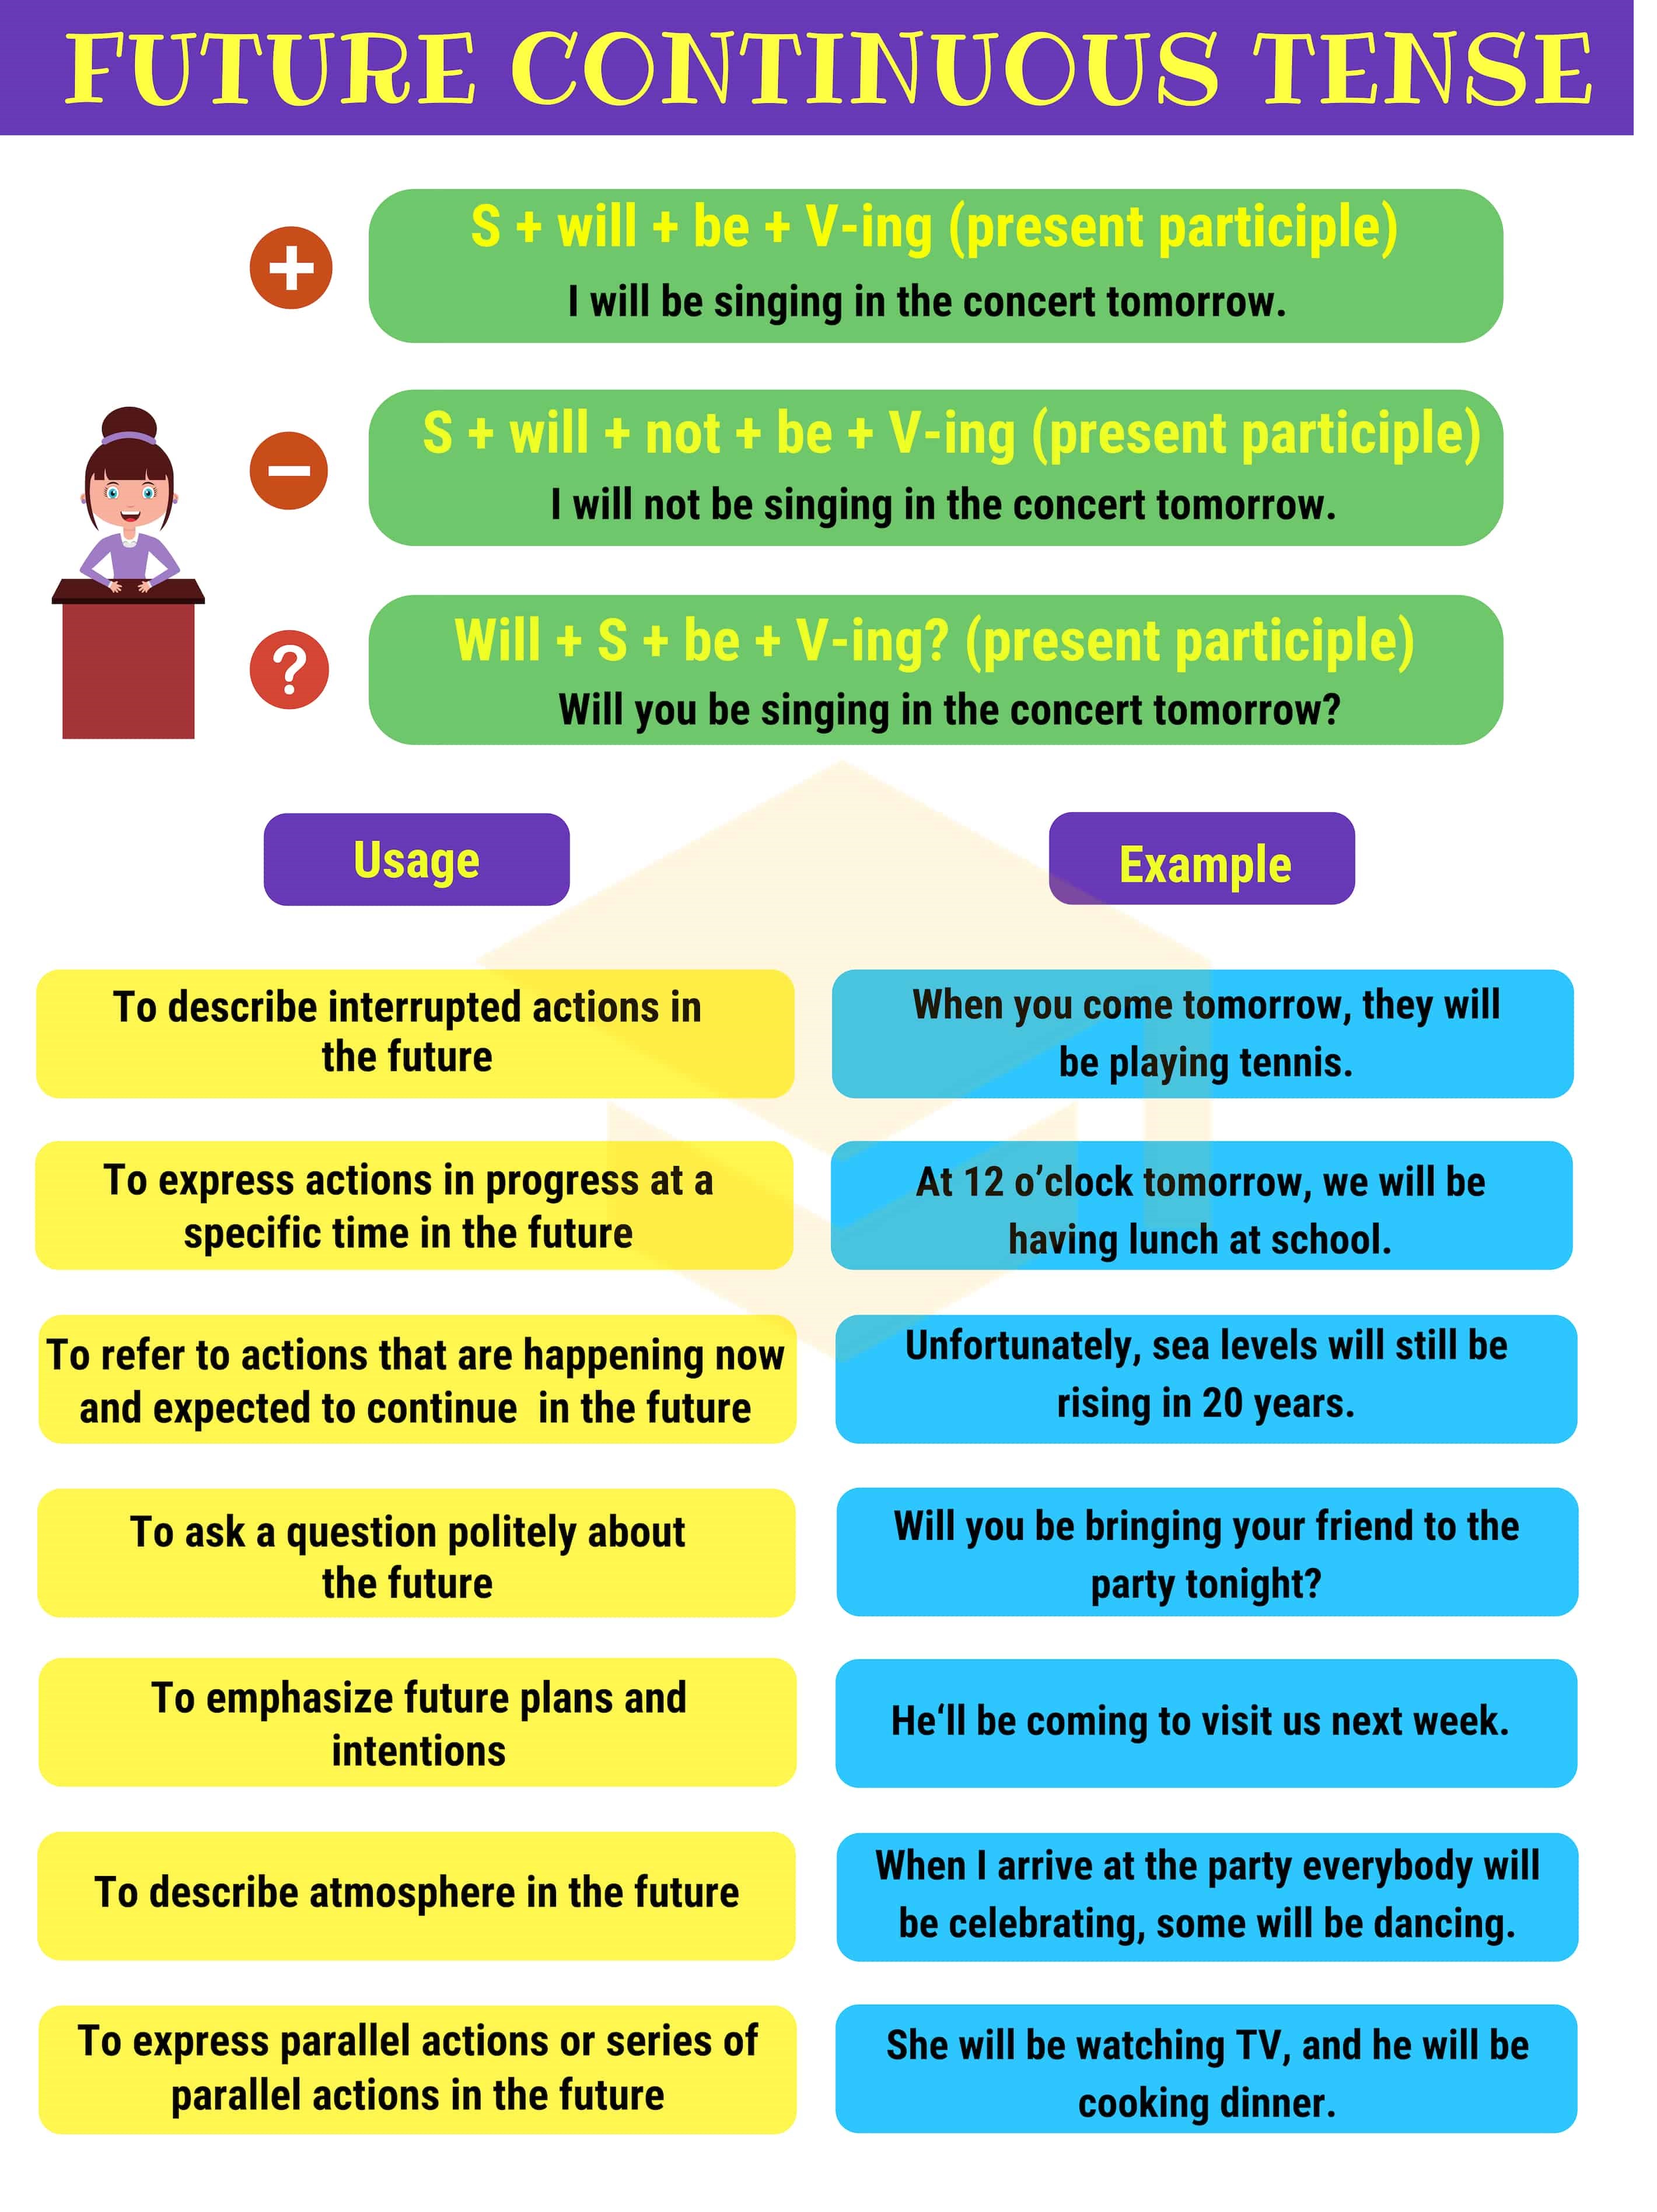 FUTURE CONTINUOUS TENSE
S + will + be + V-ing (present participle)
I will be singing in the concert tomorrow.
S + will + not + be + V-ing (present participle)
I will not be singing in the concert tomorrow.
?
Will + S + be + V-ing? (present participle)
Will you be singing in the concert tomorrow?
Usage
Example
To describe interrupted actions in
the future
When you come tomorrow, they will
be playing tennis.
To express actions in progress at a
specific time in the future
At 12 o’clock tomorrow, we will be
having lunch at school.
To refer to actions that are happening now
and expected to continue  in the future
Unfortunately, sea levels will still be
rising in 20 years.
To ask a question politely about
the future
Will you be bringing your friend to the
party tonight?
To emphasize future plans and
intentions
He‘ll be coming to visit us next week.
To describe atmosphere in the future
When I arrive at the party everybody will
be celebrating, some will be dancing.
To express parallel actions or series of
parallel actions in the future
She will be watching TV, and he will be
cooking dinner.